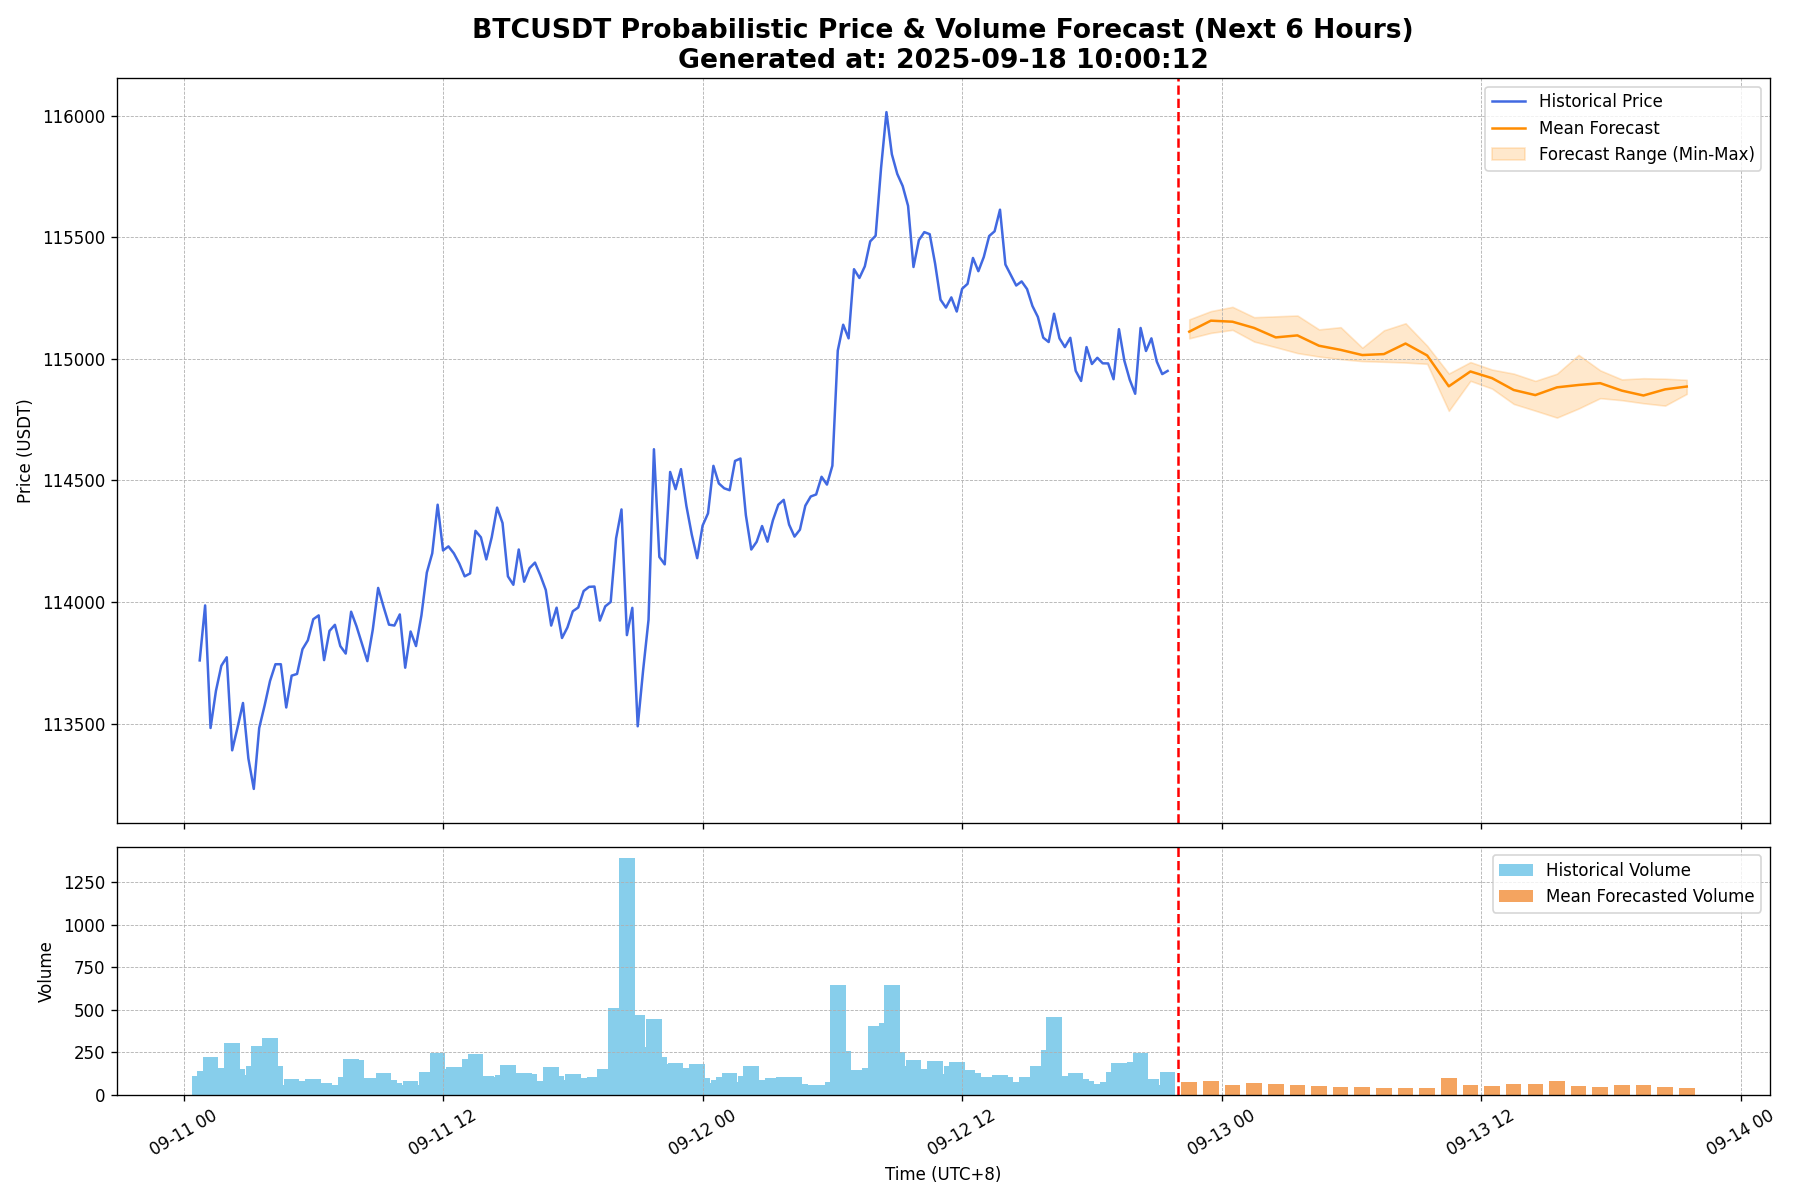 BTCUSDT Probabilistic Price & Volume Forecast (Next 6 Hours)
Generated at: 2025-09-18 10:00:12
Historical Price
Mean Forecast
Forecast Range (Min-Max)
116000
115500
115000
114500
114000
113500
Price (USDT)
Historical Volume
Mean Forecasted Volume
1250
1000
750
500
250
0
Volume
09-11 00
09-11 12
09-12 00
09-12 12
09-13 00
09-13 12
09-14 00
Time (UTC+8)